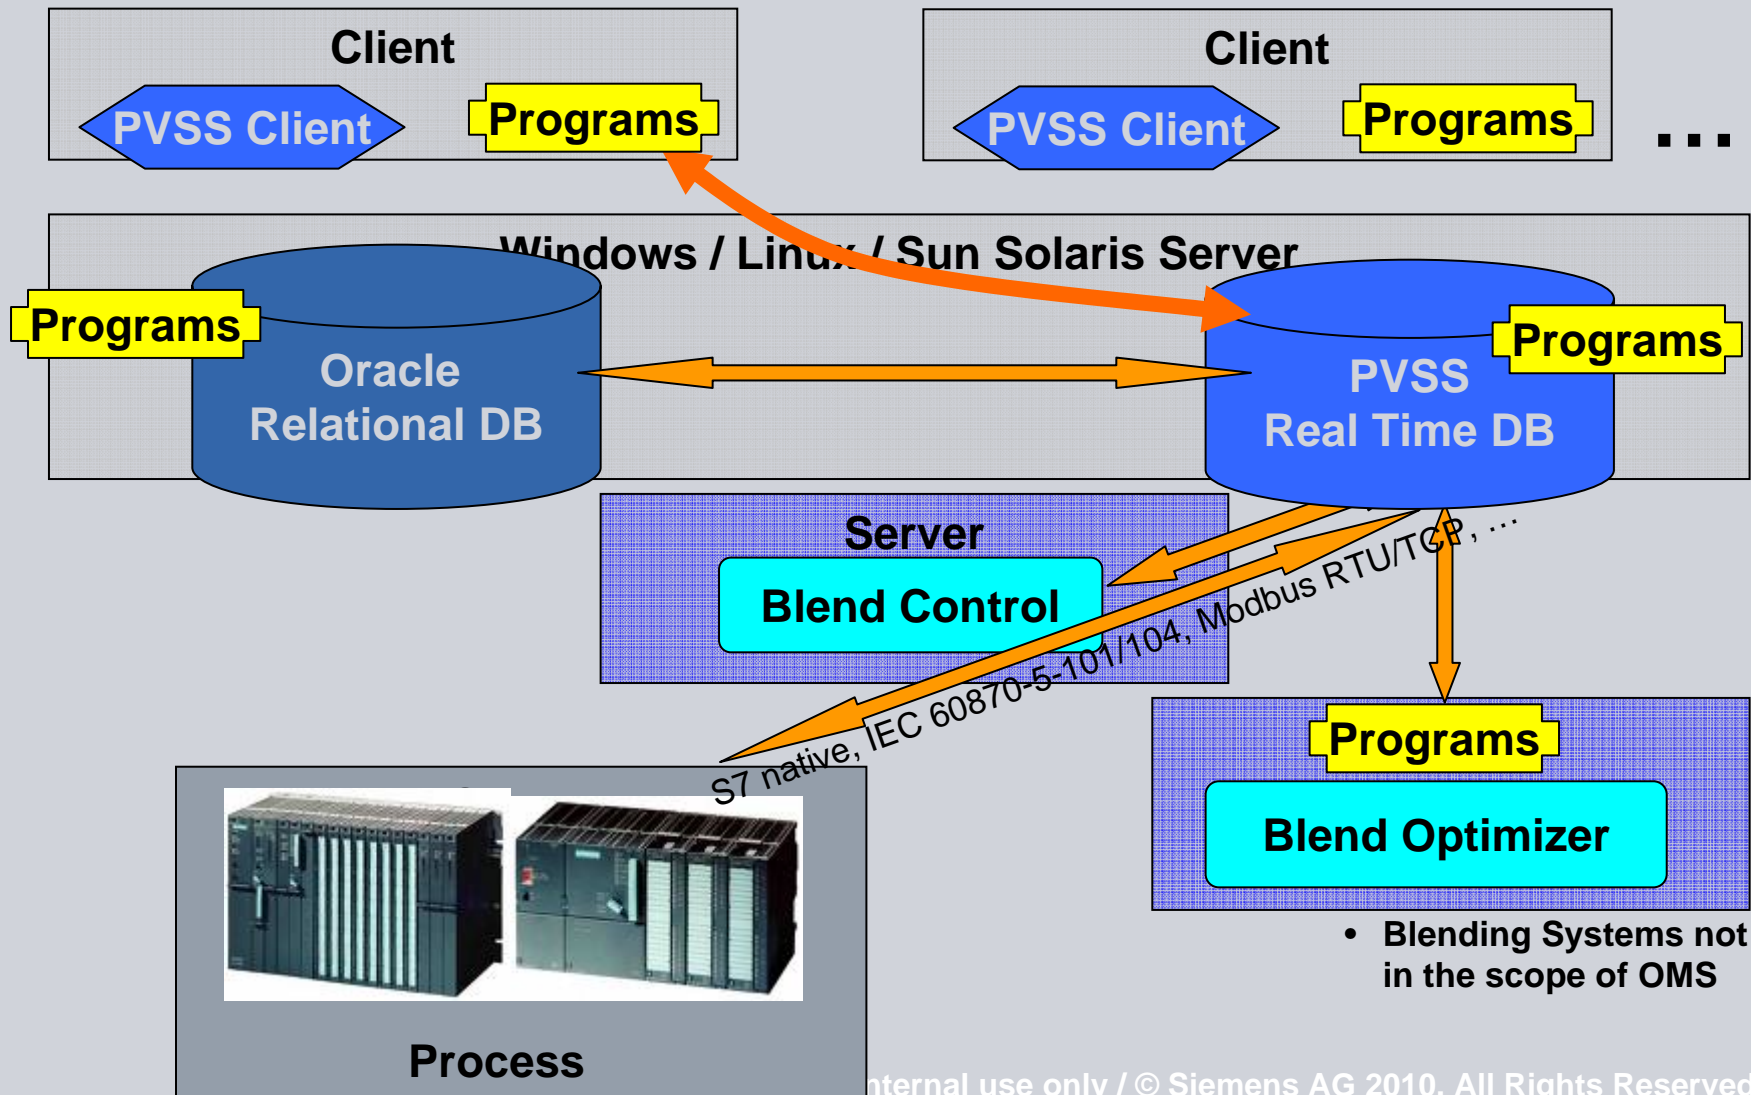 Client
PVSS Client
Programs
Client
PVSS Client
Programs
...
Windows / Linux / Sun Solaris Server
Programs
Oracle
Relational DB
PVSS
Real Time DB
Programs
Server
Blend Control
S7 native, IEC 60870-5-101/104, Modbus RTU/TCP, ...
Programs
Blend Optimizer
• Blending Systems not
in the scope of OMS
Process
nternal use only / © Siemens AG 2010. All Rights Reserved